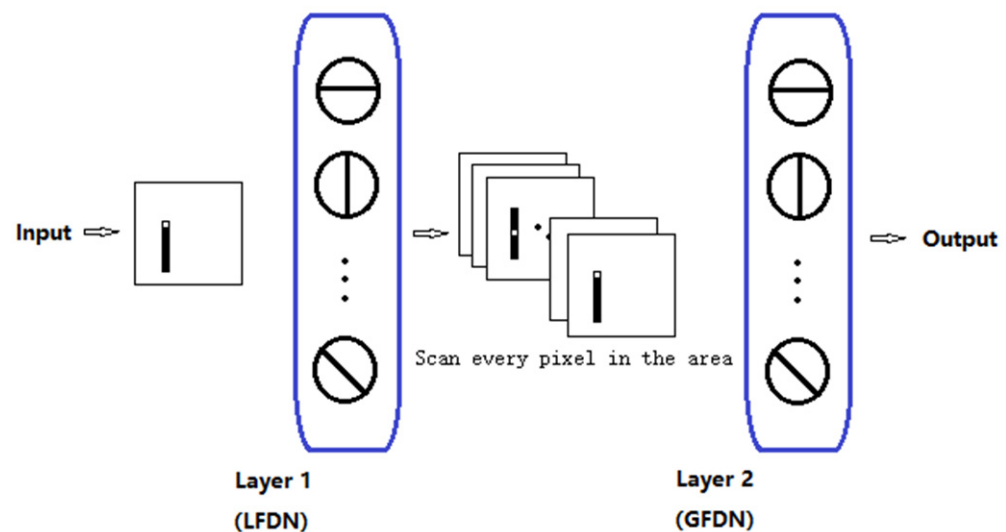 Input
Output
Scan every pixel in the area
Layer 1
(LFDN)
Layer 2
(GFDN)